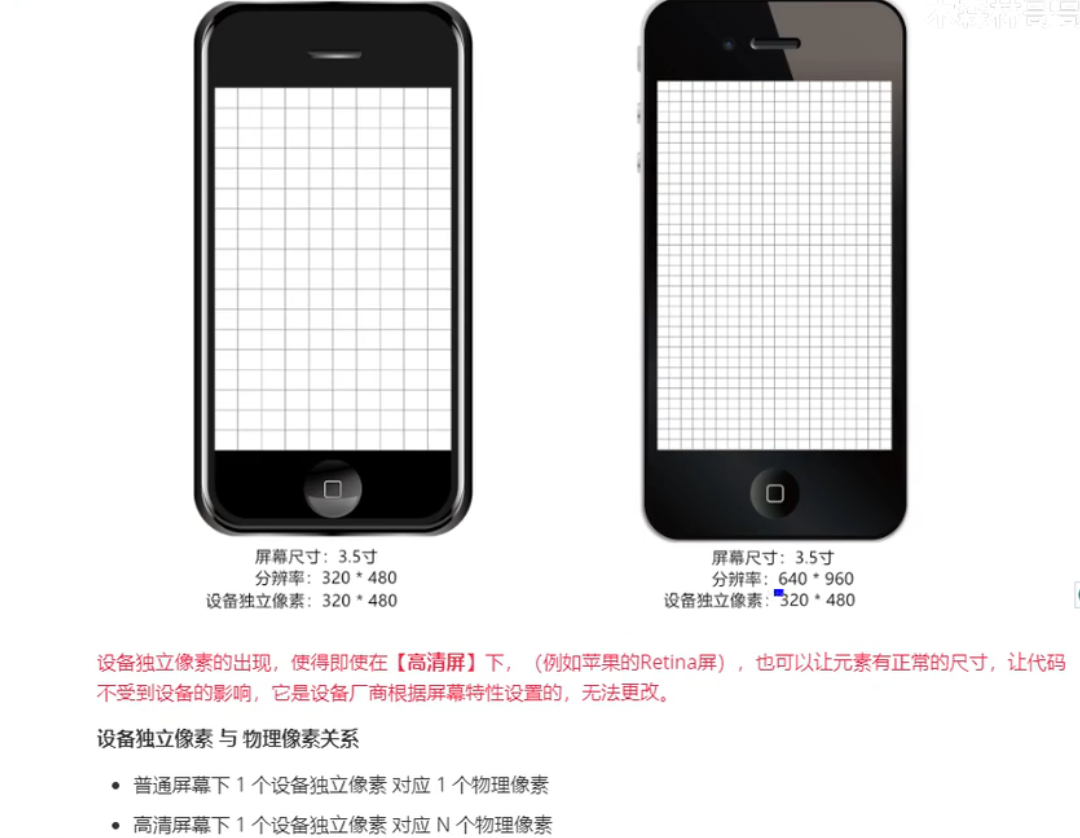 屏幕尺寸：3.5寸
分辨率：320 * 480
设备独立像素：320 * 480
屏幕尺寸：3.5寸
分辨率：640 * 960
设备独立像素：320 * 480
设备独立像素的出现，使得即使在【高清屏】下，（例如苹果的Retina屏），也可以让元素有正常的尺寸，让代码
不受到设备的影响，它是设备厂商根据屏幕特性设置的，无法更改。
设备独立像素 与 物理像素关系
• 普通屏幕下 1 个设备独立像素 对应 1 个物理像素
• 高清屏幕下 1 个设备独立像素 对应 N 个物理像素